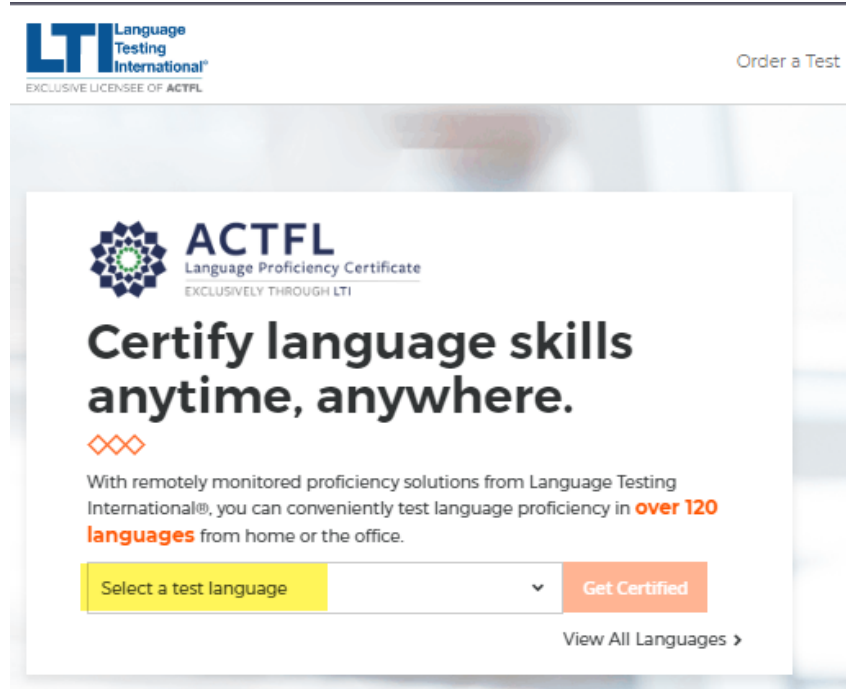 Language
Testing
LTI International®
EXCLUSIVE LICENSEE OF ACTFL
Order a Test
ACTFL
Language Proficiency Certificate
EXCLUSIVELY THROUGH LTI
Certify language skills
anytime, anywhere.
With remotely monitored proficiency solutions from Language Testing
International®, you can conveniently test language proficiency in over 120
languages from home or the office.
Select a test language
Get Certified
View All Languages >